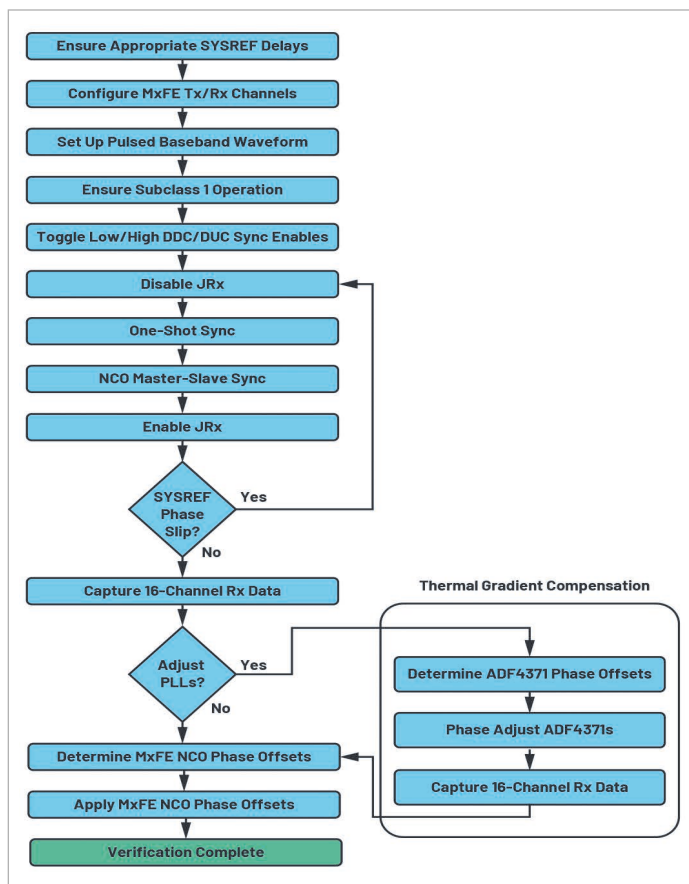 Ensure Appropriate SYSREF Delays
Configure MxFE Tx/Rx Channels
Set Up Pulsed Baseband Waveform
Ensure Subclass 1 Operation
Toggle Low/High DDC/DUC Sync Enables
Disable JRx
One-Shot Sync
NCO Master-Slave Sync
Enable JRx
SYSREF
Phase
Slip?
Yes
No
Capture 16-Channel Rx Data
Adjust
PLLs?
Yes
No
Thermal Gradient Compensation
Determine ADF4371 Phase Offsets
Phase Adjust ADF4371s
Capture 16-Channel Rx Data
Determine MxFE NCO Phase Offsets
Apply MxFE NCO Phase Offsets
Verification Complete